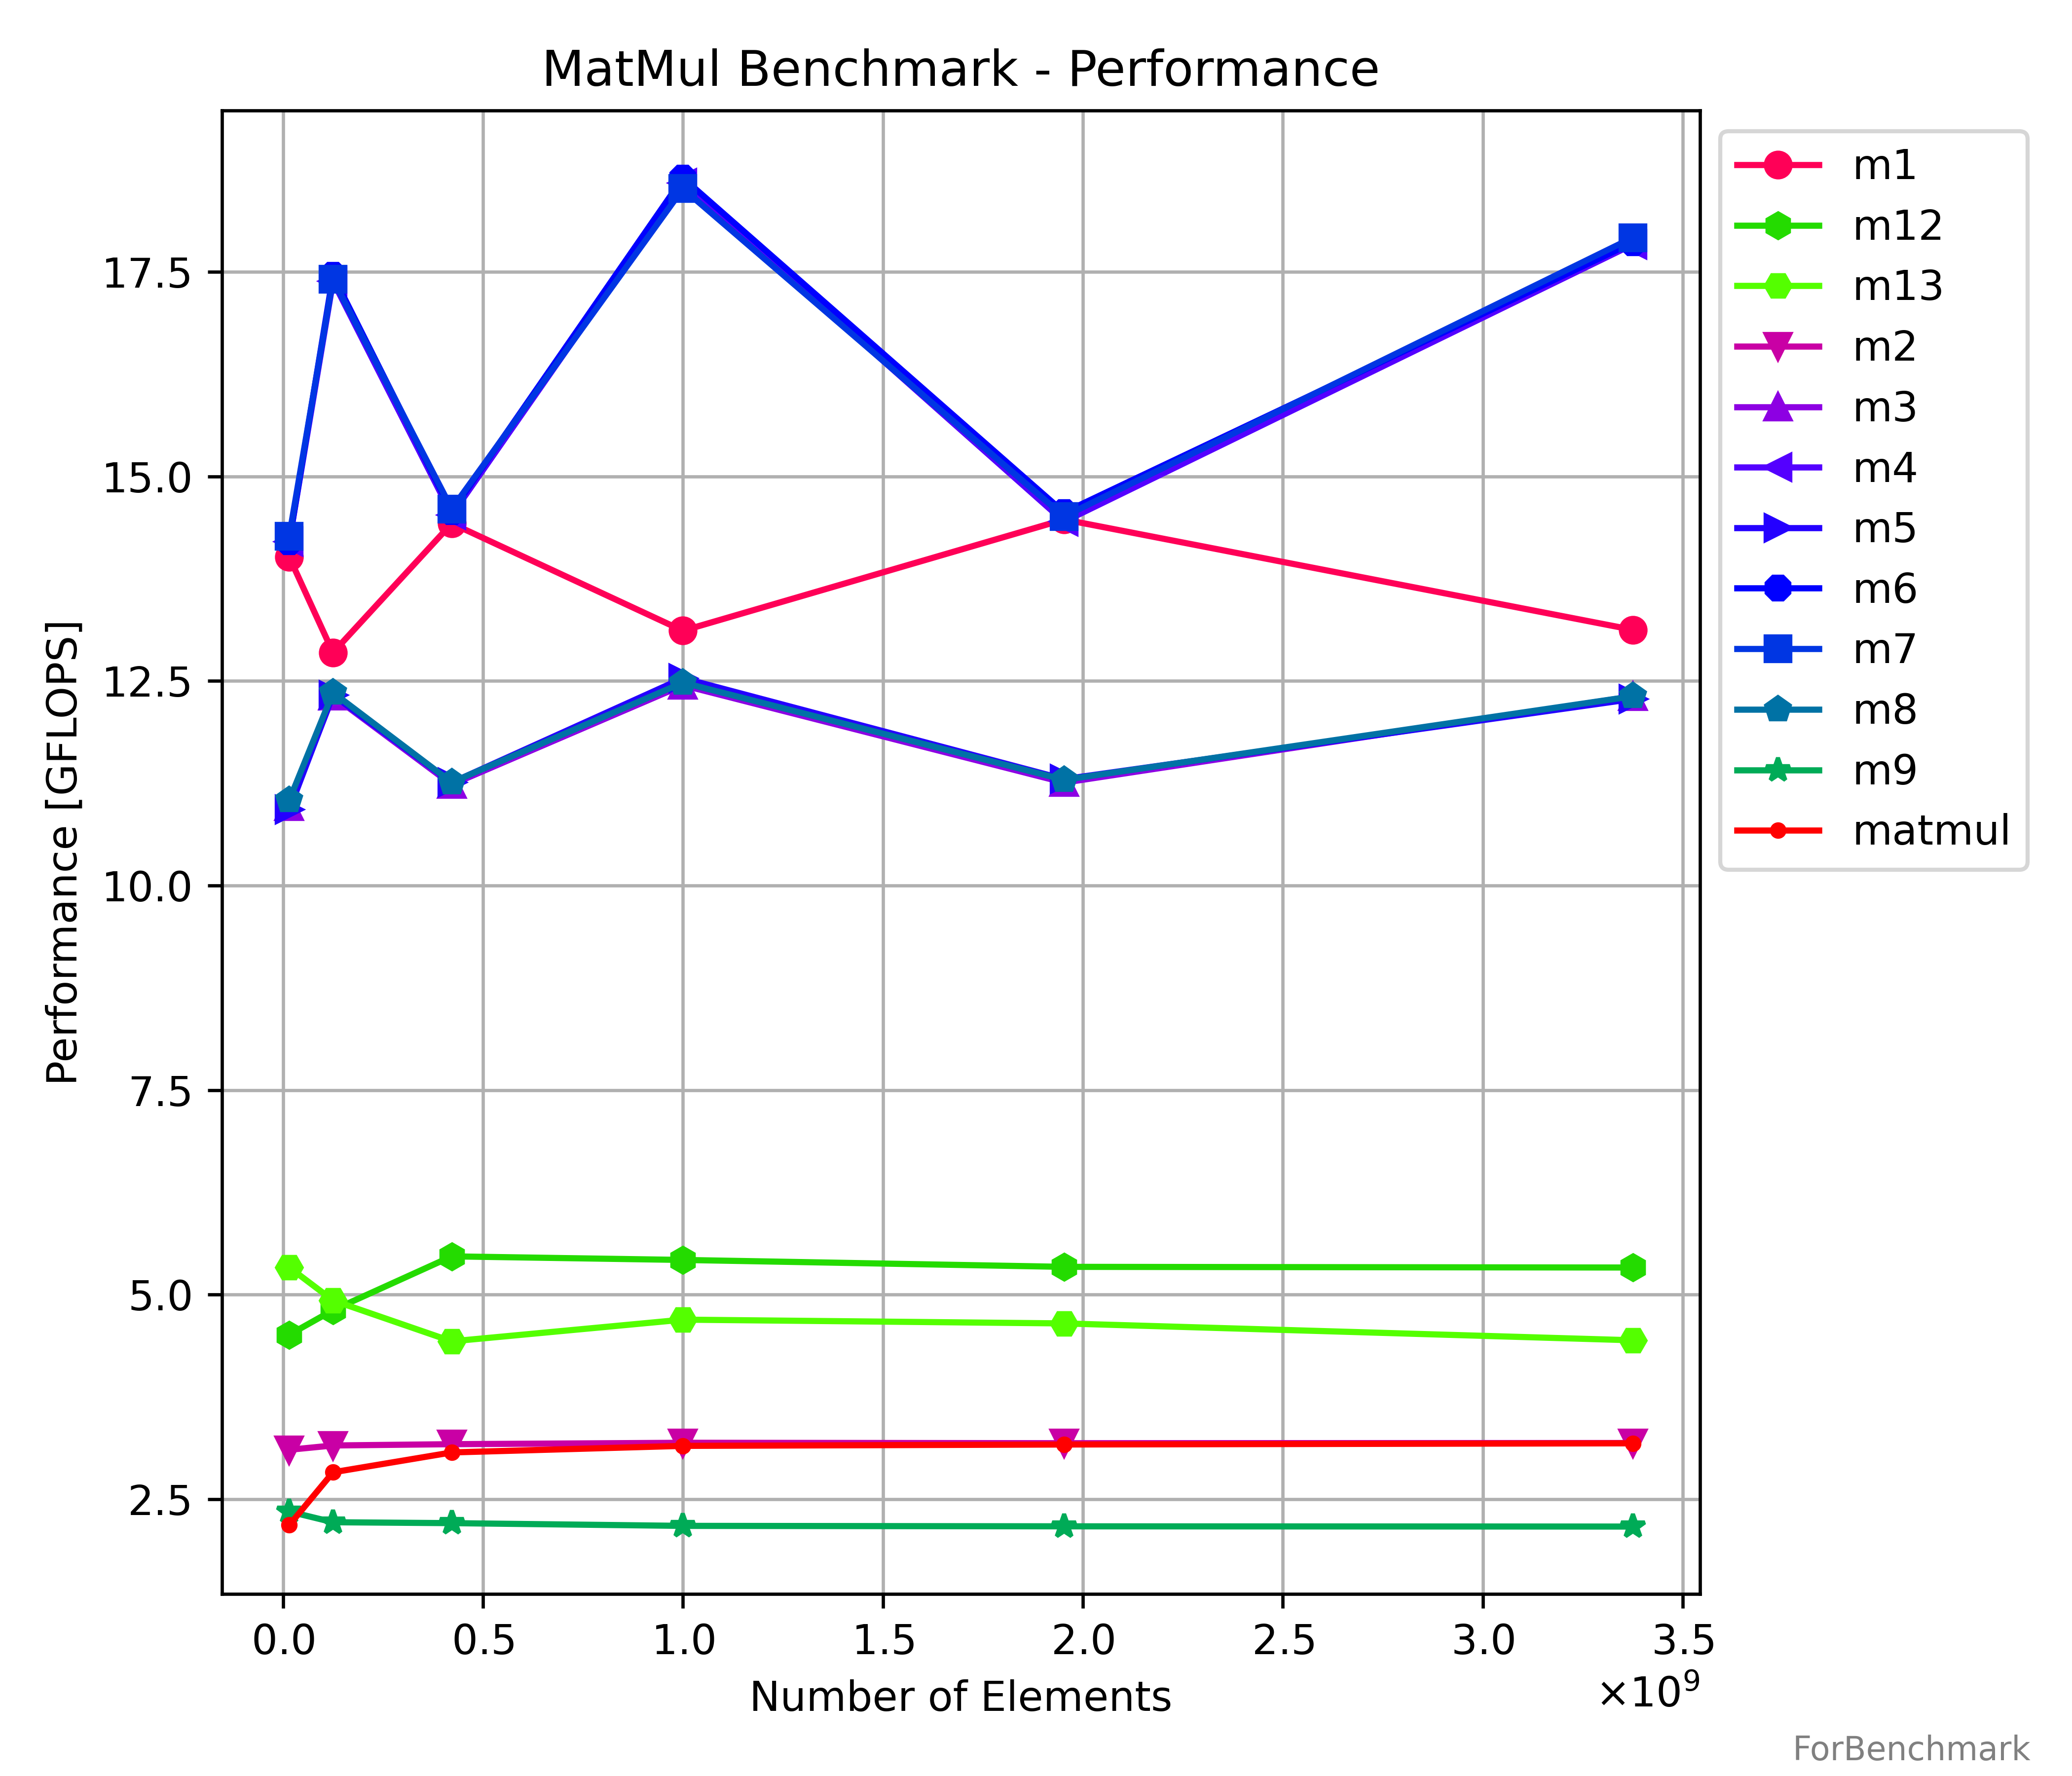 MatMul Benchmark - Performance
Performance [GFLOPS]
17.5
15.0
12.5
10.0
7.5
5.0
2.5
0.0 0.5 1.0 1.5 2.0 2.5 3.0 3.5
Number of Elements
×10⁹
m1
m12
m13
m2
m3
m4
m5
m6
m7
m8
m9
matmul
ForBenchmark